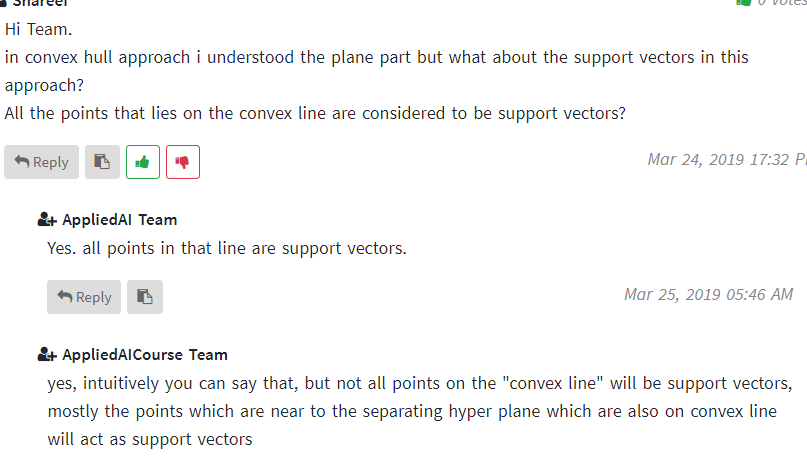 Shareef
0 votes
Hi Team.
in convex hull approach i understood the plane part but what about the support vectors in this
approach?
All the points that lies on the convex line are considered to be support vectors?
Reply
Mar 24, 2019 17:32 P
AppliedAI Team
Yes. all points in that line are support vectors.
Reply
Mar 25, 2019 05:46 AM
AppliedAICourse Team
yes, intuitively you can say that, but not all points on the "convex line" will be support vectors,
mostly the points which are near to the separating hyper plane which are also on convex line
will act as support vectors